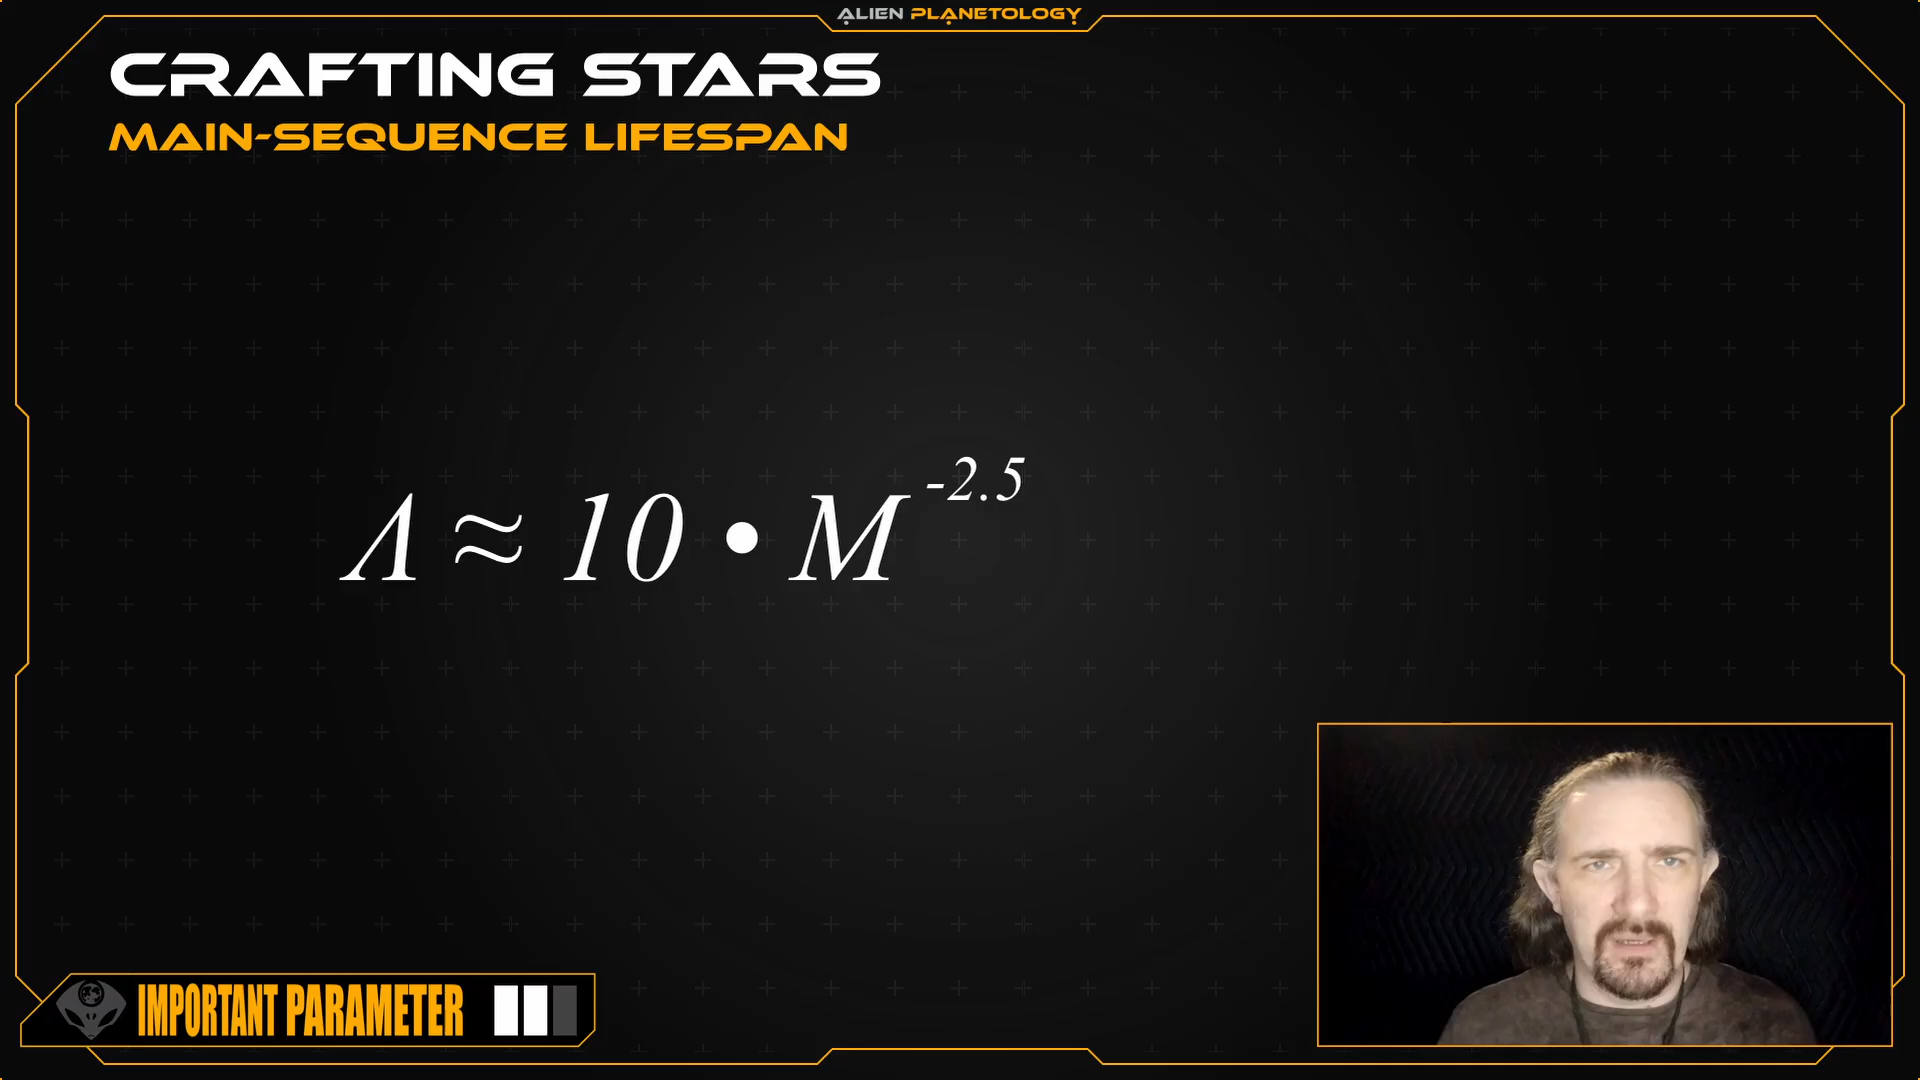 ALIEN PLANETOLOGY
CRAFTING STARS
MAIN-SEQUENCE LIFESPAN
Λ ≈ 10 • M^-2.5
IMPORTANT PARAMETER